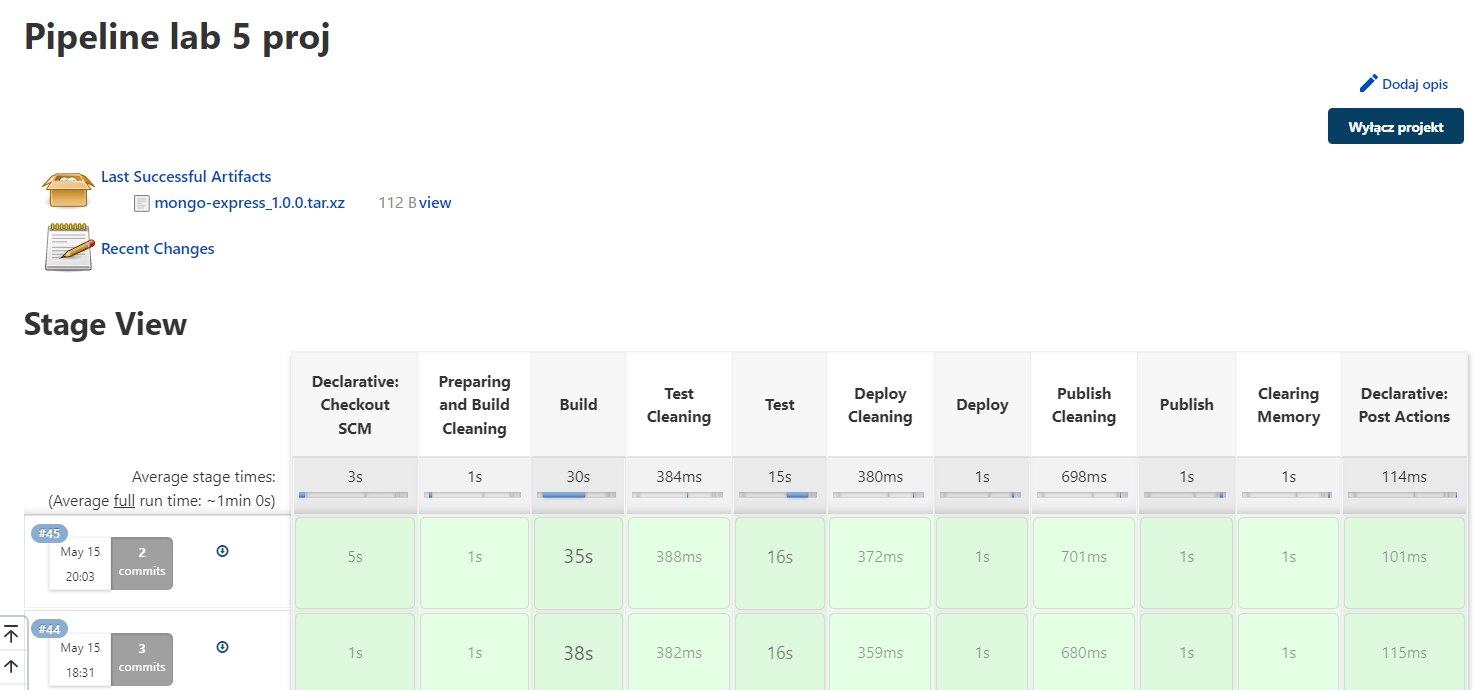 Pipeline lab 5 proj
Dodaj opis
Wyłącz projekt
Last Successful Artifacts
mongo-express_1.0.0.tar.xz 112 B view
Recent Changes
Stage View
Declarative: Checkout SCM
Preparing and Build Cleaning
Build
Test Cleaning
Test
Deploy Cleaning
Deploy
Publish Cleaning
Publish
Clearing Memory
Declarative: Post Actions
Average stage times:
(Average full run time: ~1min 0s)
3s 1s 30s 384ms 15s 380ms 1s 698ms 1s 1s 114ms
#45
May 15
20:03
2
commits
5s 1s 35s 388ms 16s 372ms 1s 701ms 1s 1s 101ms
#44
May 15
18:31
3
commits
1s 1s 38s 382ms 16s 359ms 1s 680ms 1s 1s 115ms